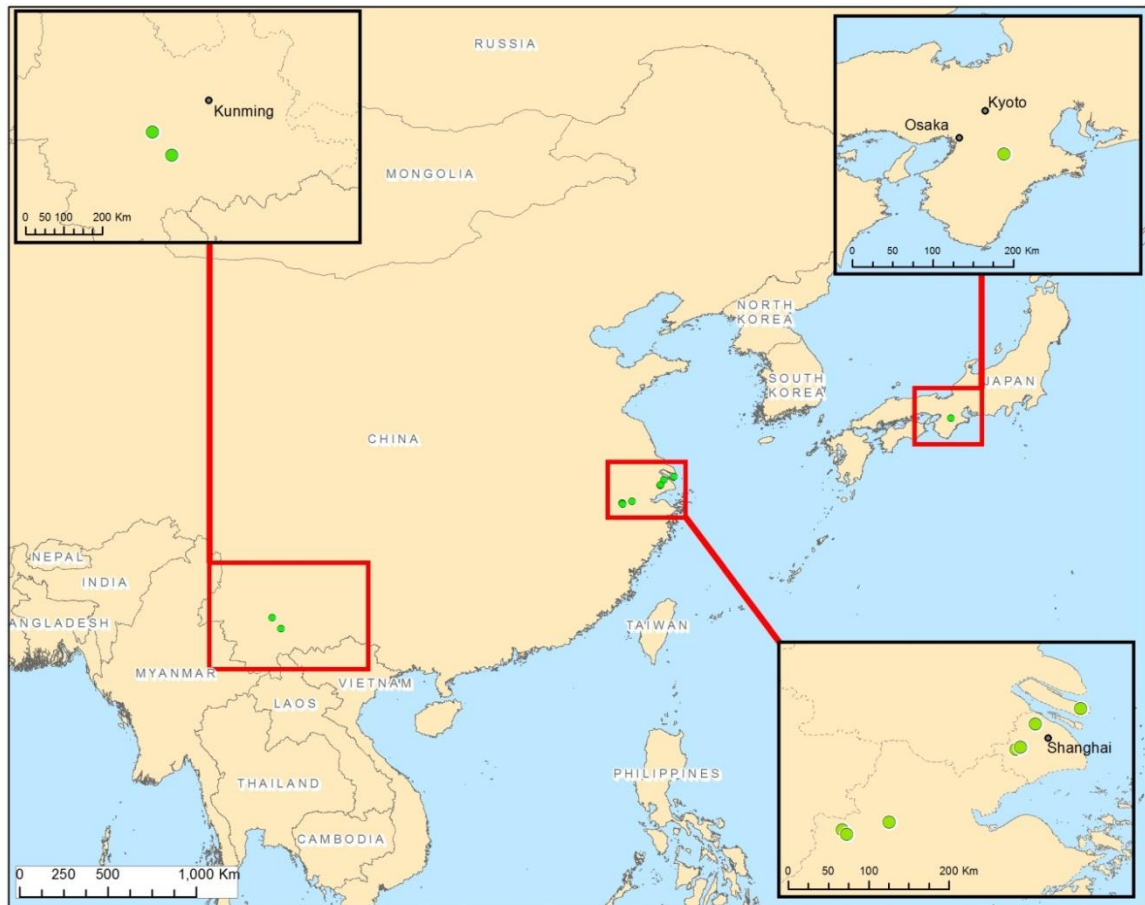 Kunming
0 50 100 200 Km
Kyoto
Osaka
0 50 100 200 Km
RUSSIA
MONGOLIA
NORTH
KOREA
SOUTH
KOREA
JAPAN
CHINA
NEPAL
INDIA
ANGLADESH
MYANMAR
VIETNAM
LAOS
TAIWAN
THAILAND
CAMBODIA
PHILIPPINES
Shanghai
0 50 100 200 Km
0 250 500 1,000 Km